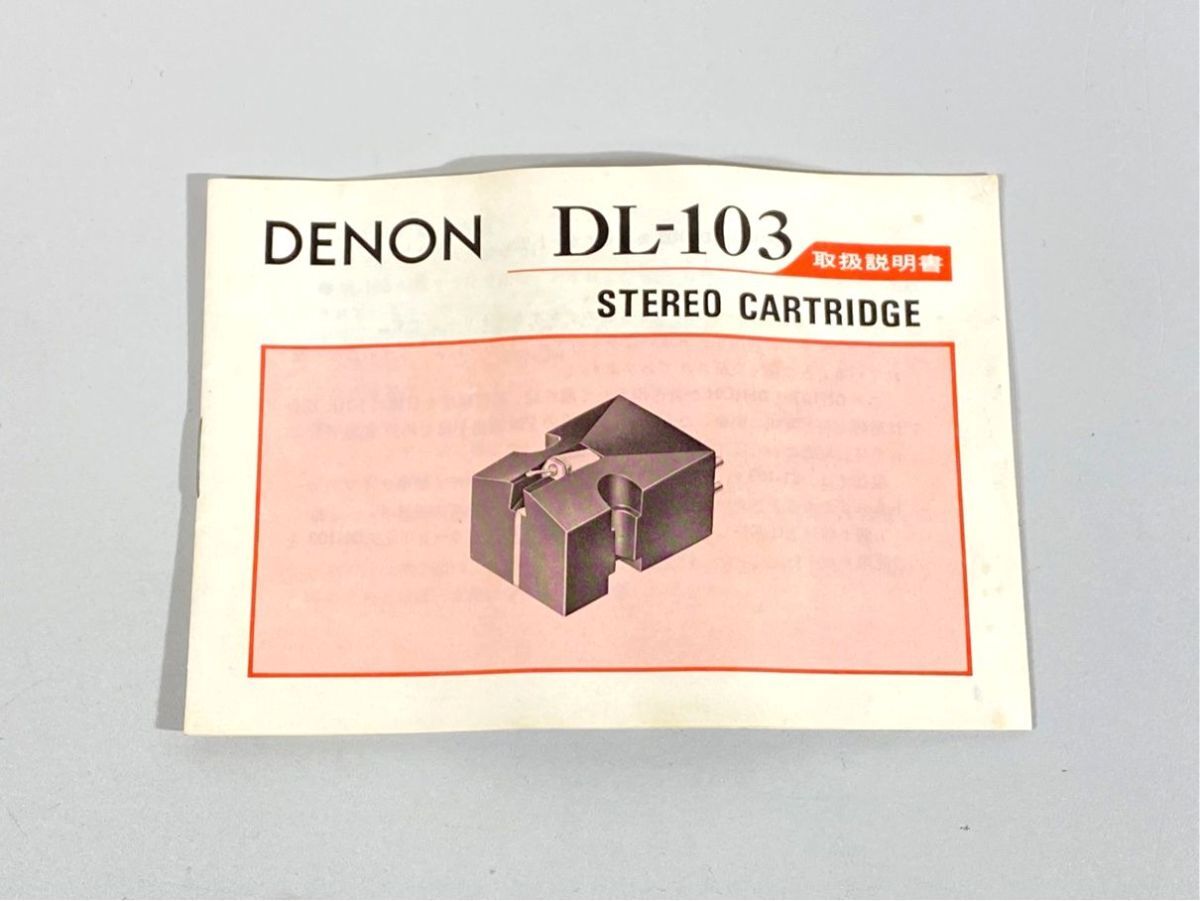 DENON DL-103 取扱説明書
STEREO CARTRIDGE